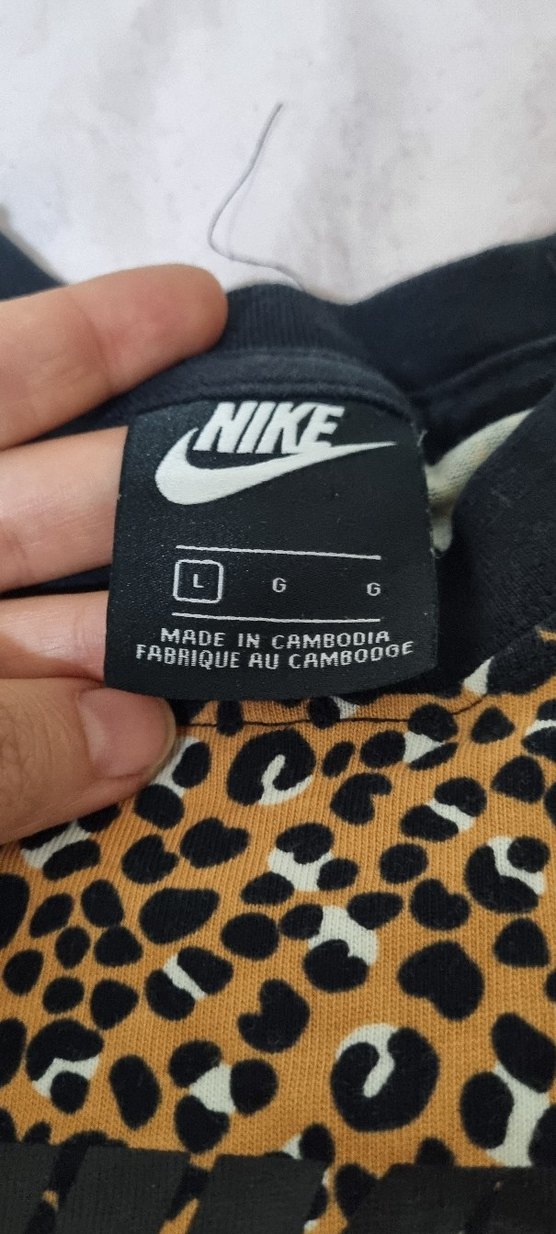 NIKE
L G G
MADE IN CAMBODIA
FABRIQUE AU CAMBODGE